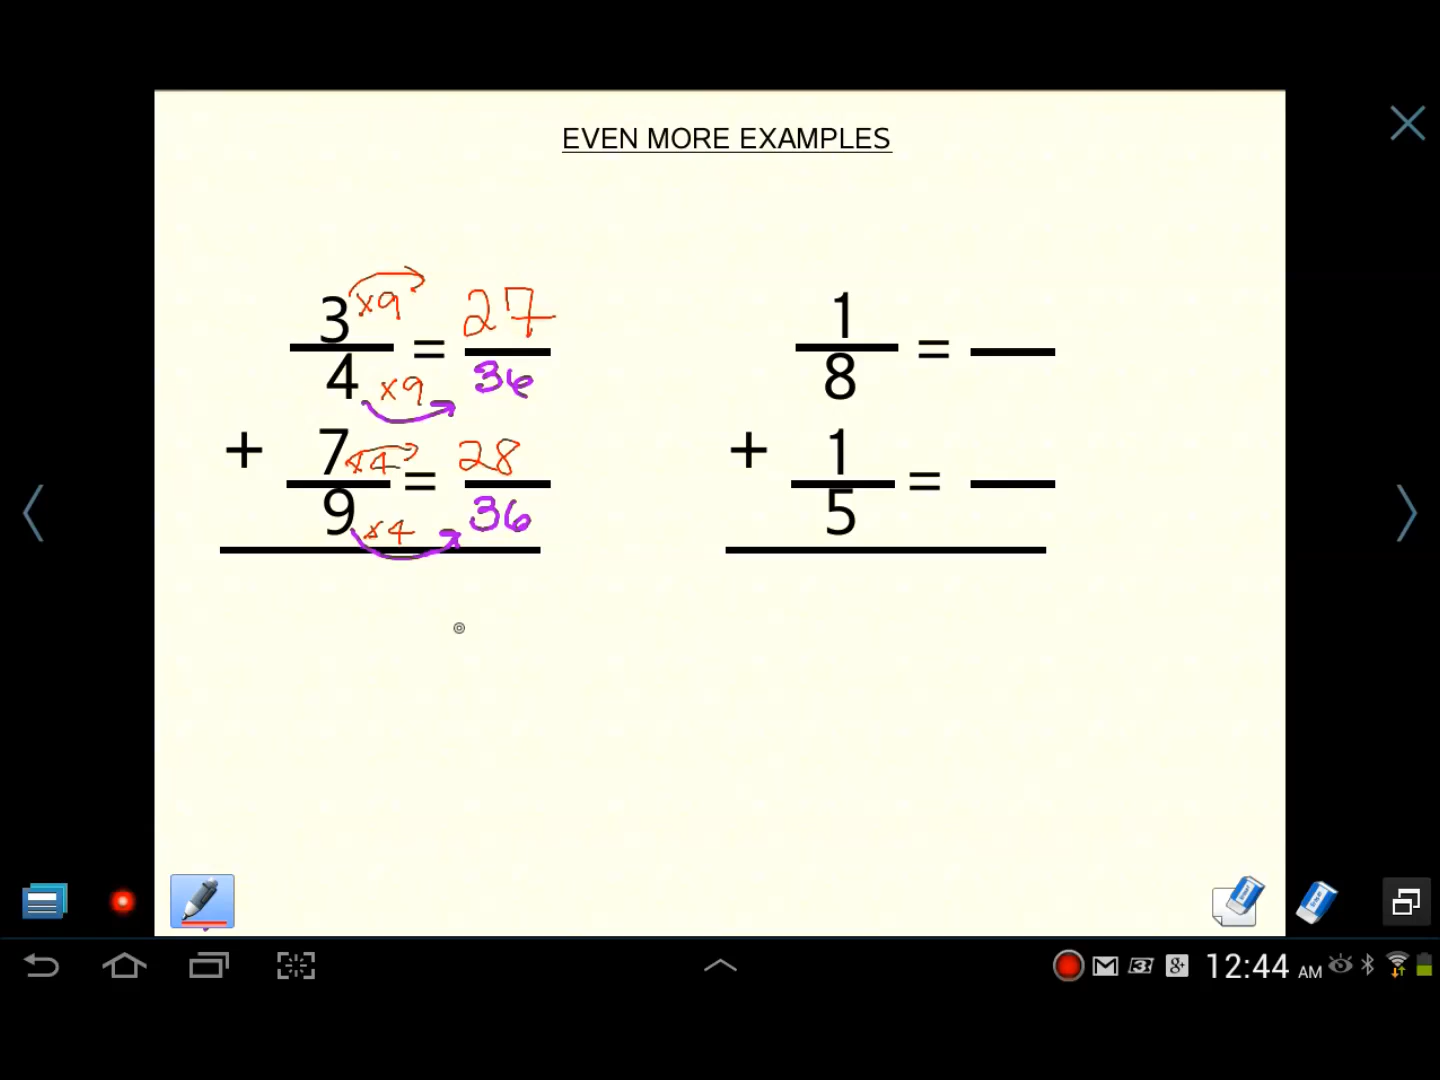 EVEN MORE EXAMPLES
3 x9 27
4 x9 = 36
+ 7 x4 28
9 x4 = 36
1
8 =
+ 1
5 =
12:44 AM